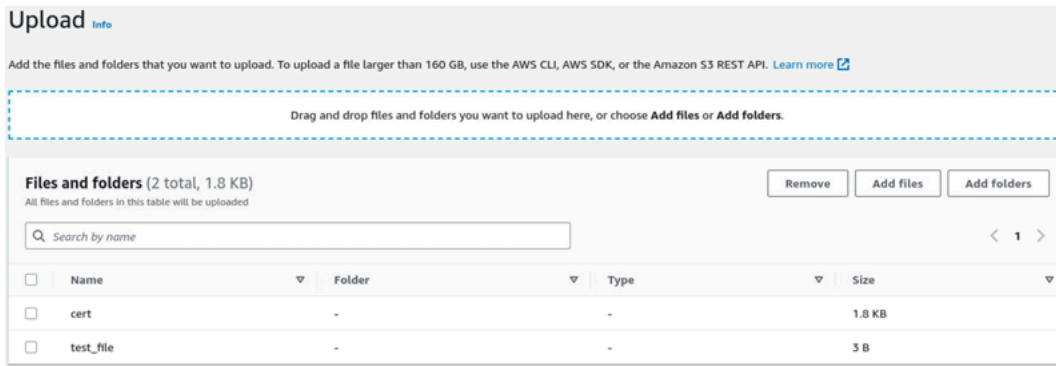 Upload Info
Add the files and folders that you want to upload. To upload a file larger than 160 GB, use the AWS CLI, AWS SDK, or the Amazon S3 REST API. Learn more
Drag and drop files and folders you want to upload here, or choose Add files or Add folders.
Files and folders (2 total, 1.8 KB)
Remove Add files Add folders
All files and folders in this table will be uploaded
Search by name
< 1 >
Name Folder Type Size
cert - - 1.8 KB
test_file - - 3 B